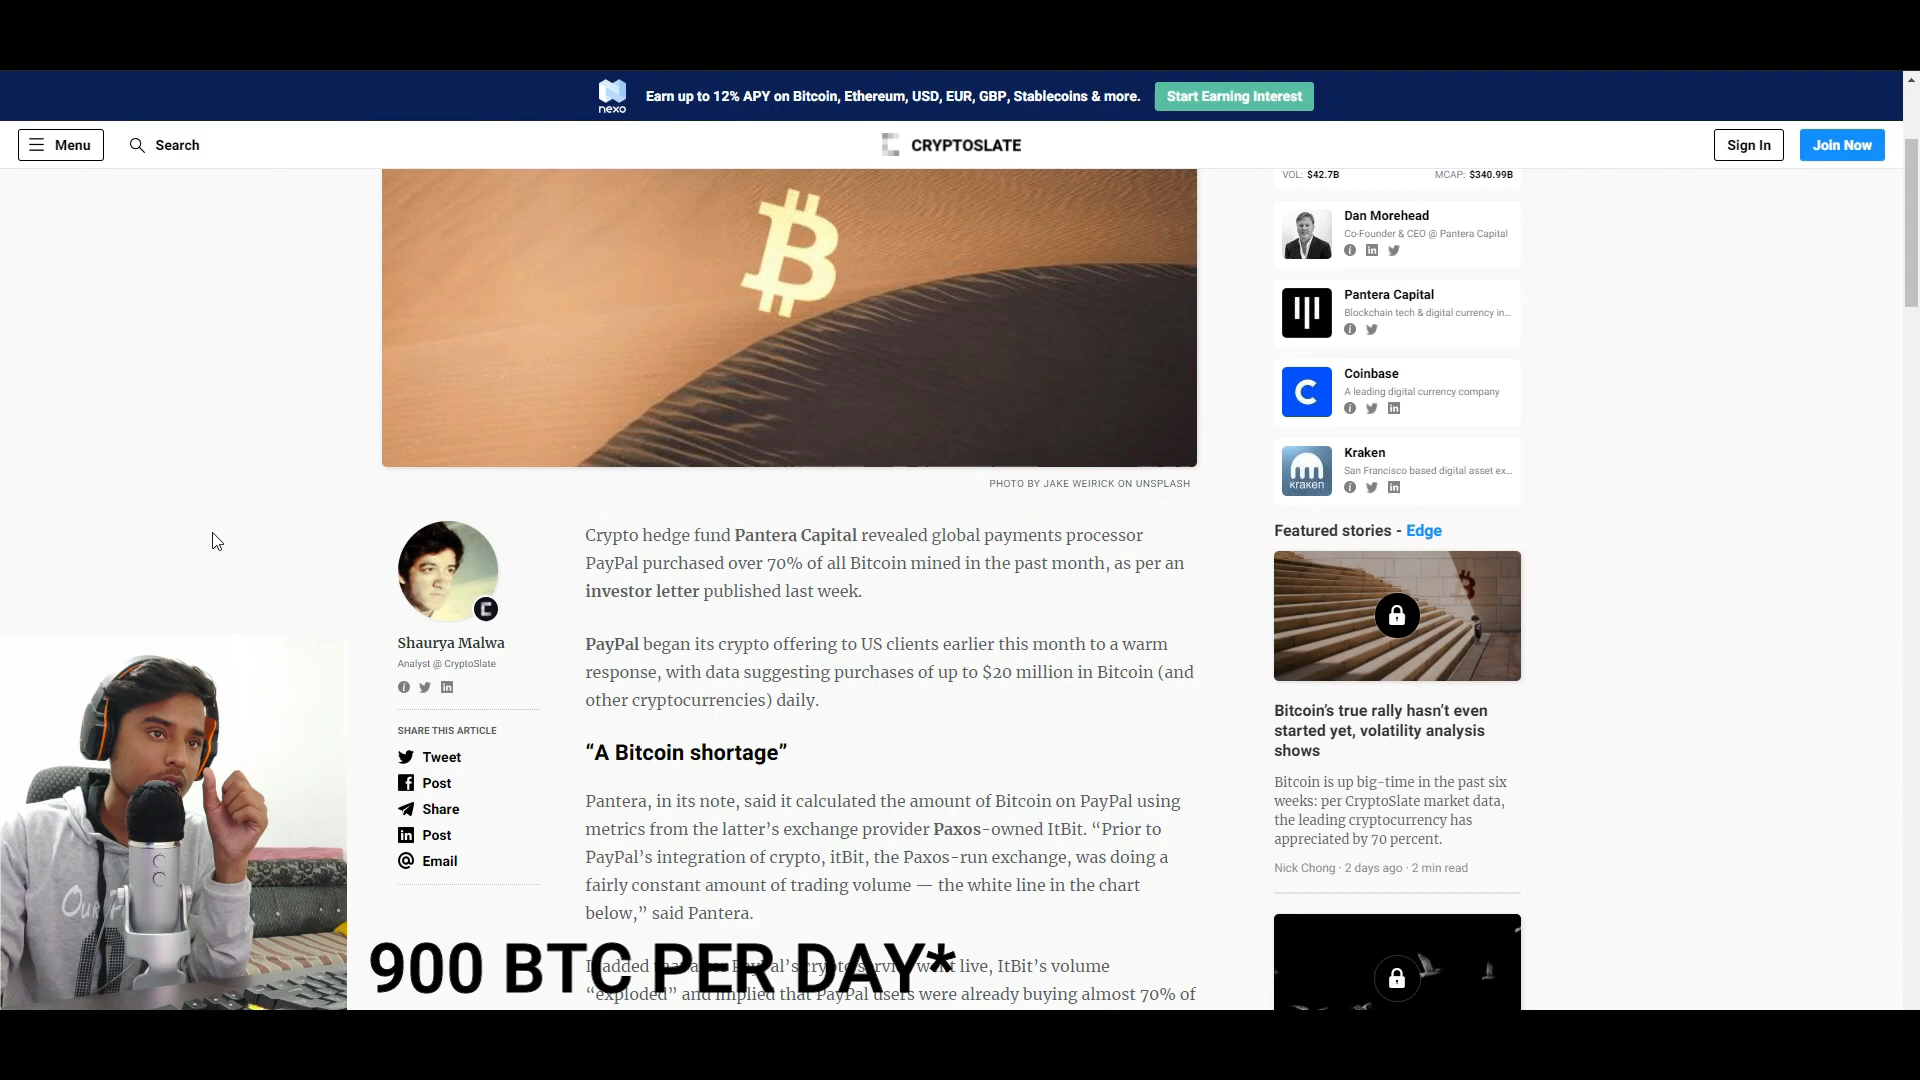 nexo
Earn up to 12% APY on Bitcoin, Ethereum, USD, EUR, GBP, Stablecoins & more.
Start Earning Interest
Menu
Search
CRYPTOSLATE
Sign In
Join Now
VOL: $42.7B
MCAP: $340.99B
Dan Morehead
Co-Founder & CEO @ Pantera Capital
Pantera Capital
Blockchain tech & digital currency in...
Coinbase
A leading digital currency company
Kraken
San Francisco based digital asset ex...
KRAKEN
PHOTO BY JAKE WEIRICK ON UNSPLASH
Shaurya Malwa
Analyst @ CryptoSlate
SHARE THIS ARTICLE
Tweet
Post
Share
Post
Email
Crypto hedge fund Pantera Capital revealed global payments processor
PayPal purchased over 70% of all Bitcoin mined in the past month, as per an
investor letter published last week.
PayPal began its crypto offering to US clients earlier this month to a warm
response, with data suggesting purchases of up to $20 million in Bitcoin (and
other cryptocurrencies) daily.
“A Bitcoin shortage”
Pantera, in its note, said it calculated the amount of Bitcoin on PayPal using
metrics from the latter’s exchange provider Paxos-owned ItBit. “Prior to
PayPal’s integration of crypto, itBit, the Paxos-run exchange, was doing a
fairly constant amount of trading volume — the white line in the chart
below,” said Pantera.
added live, ItBit’s volume
“exploded” and implied that PayPal users were already buying almost 70% of
900 BTC PER DAY*
Featured stories - Edge
Bitcoin’s true rally hasn’t even
started yet, volatility analysis
shows
Bitcoin is up big-time in the past six
weeks: per CryptoSlate market data,
the leading cryptocurrency has
appreciated by 70 percent.
Nick Chong · 2 days ago · 2 min read
OUR